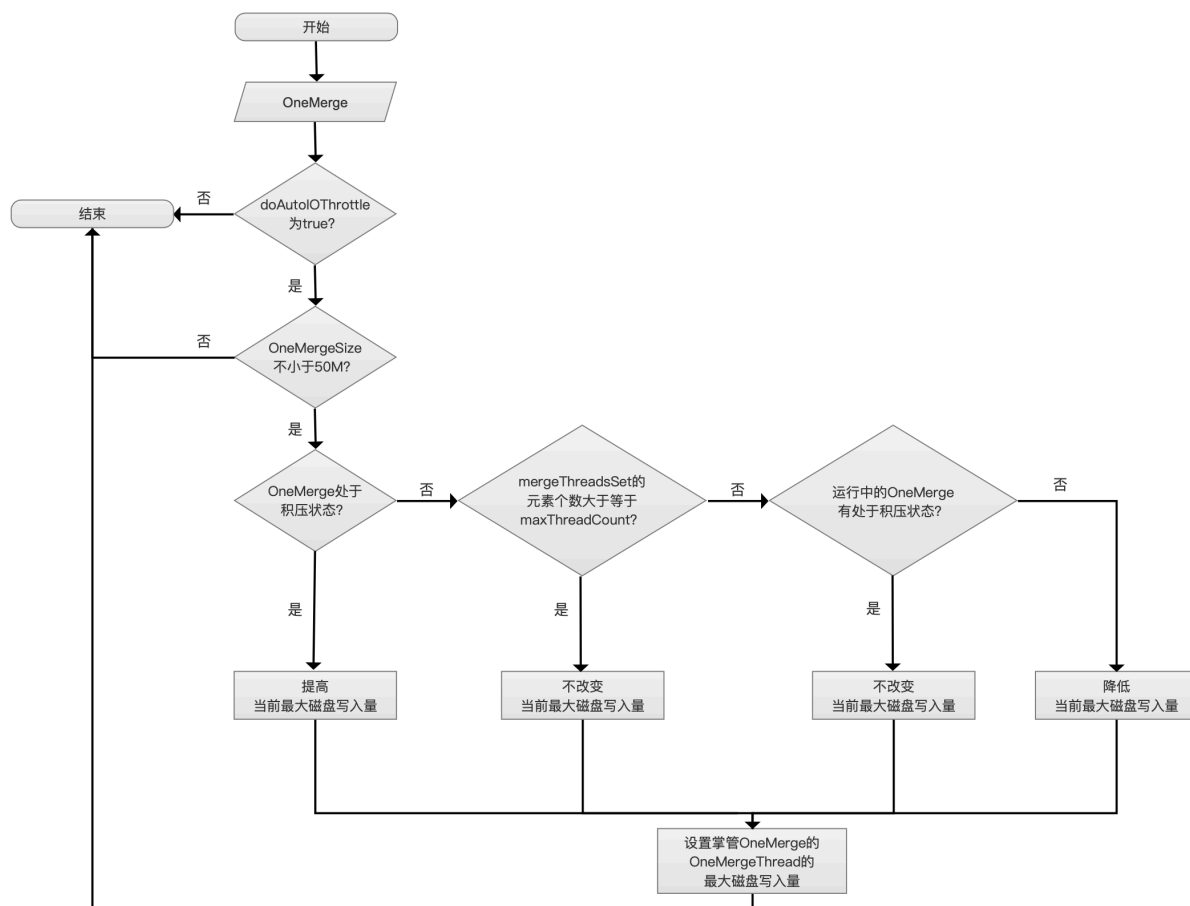 开始
OneMerge
doAutoIOThrottle
为true?
否
结束
是
OneMergeSize
不小于50M?
否
是
OneMerge处于
积压状态?
否
mergeThreadsSet的
元素个数大于等于
maxThreadCount?
否
运行中的OneMerge
有处于积压状态?
否
是
是
是
提高
当前最大磁盘写入量
不改变
当前最大磁盘写入量
不改变
当前最大磁盘写入量
降低
当前最大磁盘写入量
设置掌管OneMerge的
OneMergeThread的
最大磁盘写入量